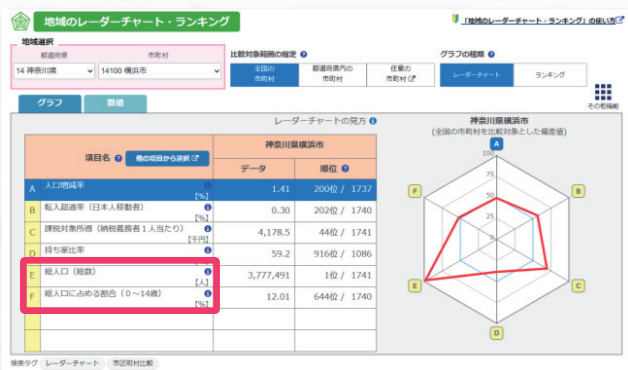 地域のレーダーチャート・ランキング
「地域のレーダーチャート・ランキング」の使い方
地域選択
都道府県 市町村
14 神奈川県 14100 横浜市
比較対象範囲の指定
全国の市町村
都道府県内の市町村
任意の市町村
グラフの種類
レーダーチャート ランキング
その他機能
グラフ 数値
レーダーチャートの見方
項目名 他の項目から選択
神奈川県横浜市
データ 順位
A 人口増減率 【%】 1.41 200位 / 1737
B 転入超過率（日本人移動者） 【%】 0.30 202位 / 1740
C 課税対象所得（納税義務者１人当たり） 【千円】 4,178.5 44位 / 1741
D 持ち家比率 59.2 916位 / 1086
E 総人口（総数） 【人】 3,777,491 1位 / 1741
F 総人口に占める割合（０～14歳） 【%】 12.01 644位 / 1740
神奈川県横浜市
(全国の市町村を比較対象とした偏差値)
A
100
75
50
25
0
F
B
E
C
D
検索タグ レーダーチャート 市区町村比較